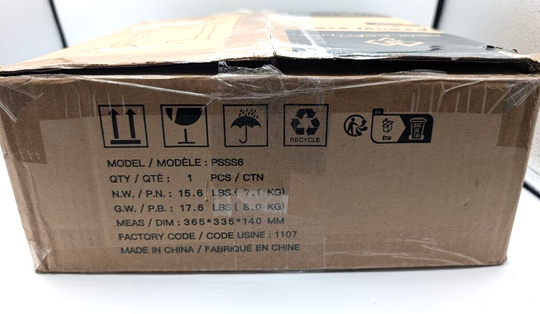 RECYCLE
MODEL / MODÈLE : PSSS6
QTY / QTÉ : 1 PCS / CTN
N.W. / P.N. : 15.6 LBS ( 7.1 KG)
G.W. / P.B. : 17.6 LBS ( 8.0 KG)
MEAS / DIM : 365*335*140 MM
FACTORY CODE / CODE USINE : 1107
MADE IN CHINA / FABRIQUÉ EN CHINE